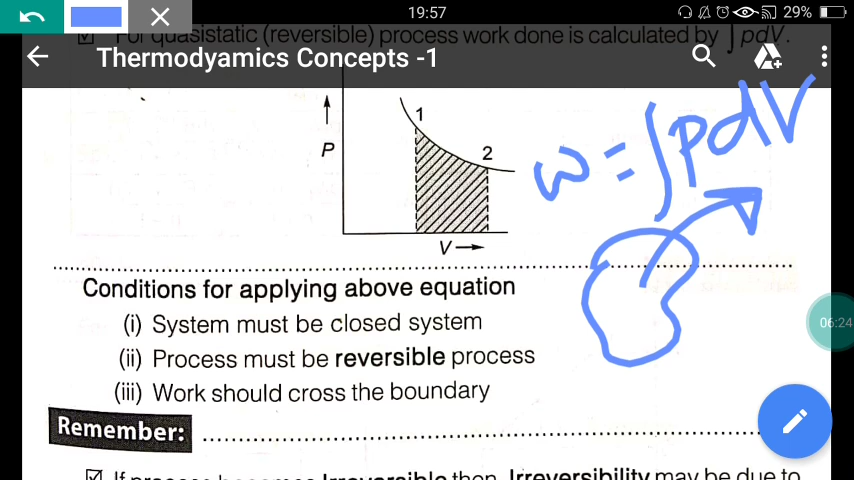 19:57
29%
For quasistatic (reversible) process work done is calculated by ∫ pdV.
Thermodyamics Concepts -1
1
2
P
V
w = ∫pdV
Conditions for applying above equation
(i) System must be closed system
(ii) Process must be reversible process
(iii) Work should cross the boundary
06:24
Remember:
If process becomes Irreversible then, Irreversibility may be due to